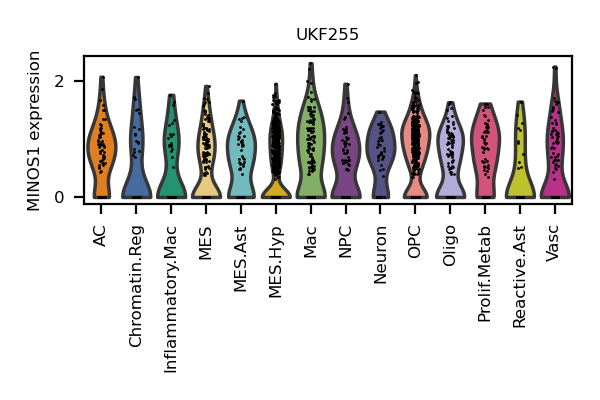 UKF255
MINOS1 expression
2
0
AC
Chromatin.Reg
Inflammatory.Mac
MES
MES.Ast
MES.Hyp
Mac
NPC
Neuron
OPC
Oligo
Prolif.Metab
Reactive.Ast
Vasc